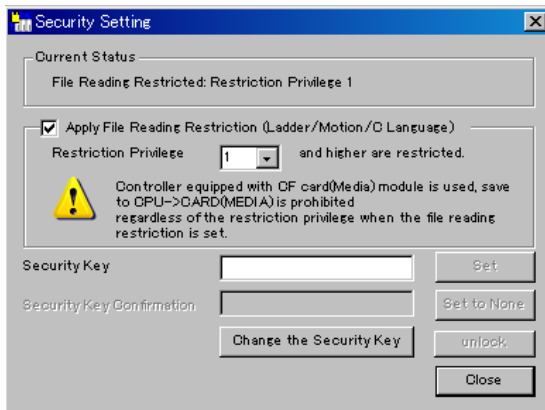 Security Setting
Current Status
File Reading Restricted: Restriction Privilege 1
Apply File Reading Restriction (Ladder/Motion/C Language)
Restriction Privilege 1 and higher are restricted.
Controller equipped with CF card(Media) module is used, save
to CPU->CARD(MEDIA) is prohibited
regardless of the restriction privilege when the file reading
restriction is set.
Security Key Set
Security Key Confirmation Set to None
Change the Security Key unlock
Close